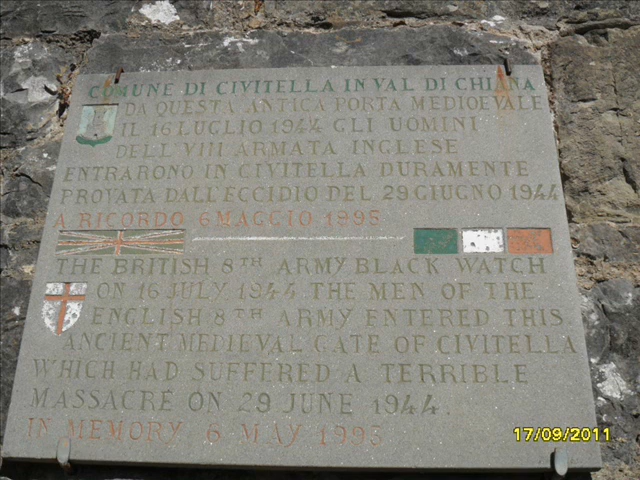 COMUNE DI CIVITELLA IN VAL DI CHIANA
DA QUESTA ANTICA PORTA MEDIOEVALE
IL 16 LUGLIO 1944 GLI UOMINI
DELL VIII ARMATA INGLESE
ENTRARONO IN CIVITELLA DURAMENTE
PROVATA DALL'ECCIDIO DEL 29 GIUGNO 1944
A RICORDO 6 MAGGIO 1995
THE BRITISH 8TH ARMY BLACK WATCH
ON 16 JULY 1944 THE MEN OF THE
ENGLISH 8TH ARMY ENTERED THIS
ANCIENT MEDIEVAL GATE OF CIVITELLA
WHICH HAD SUFFERED A TERRIBLE
MASSACRE ON 29 JUNE 1944.
IN MEMORY 6 MAY 1995
17/09/2011